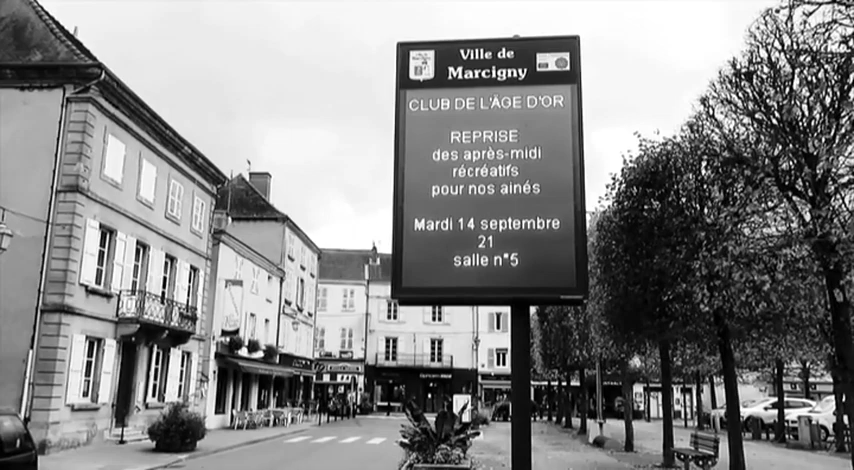 Ville de
Marcigny
CLUB DE L'ÂGE D'OR
REPRISE
des après-midi
récréatifs
pour nos ainés
Mardi 14 septembre
21
salle n°5